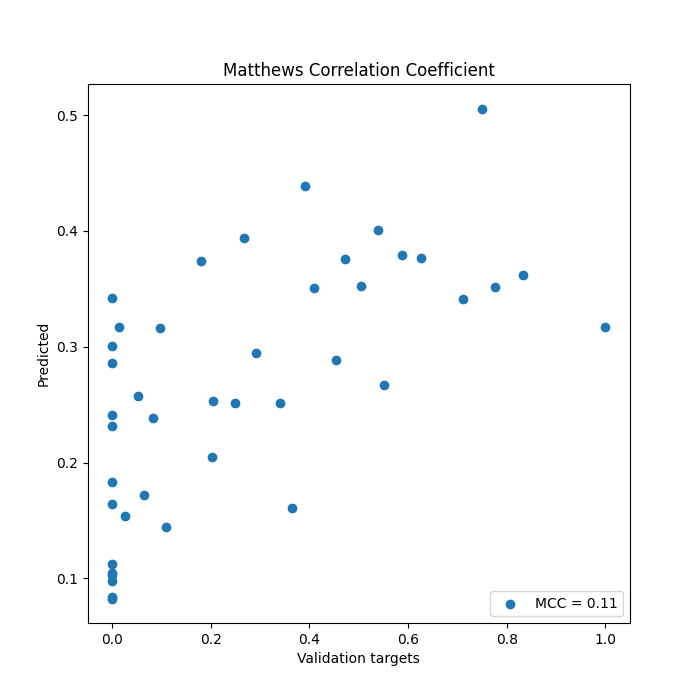 Matthews Correlation Coefficient
0.5
0.4
0.3
0.2
0.1
Predicted
MCC = 0.11
0.0 0.2 0.4 0.6 0.8 1.0
Validation targets